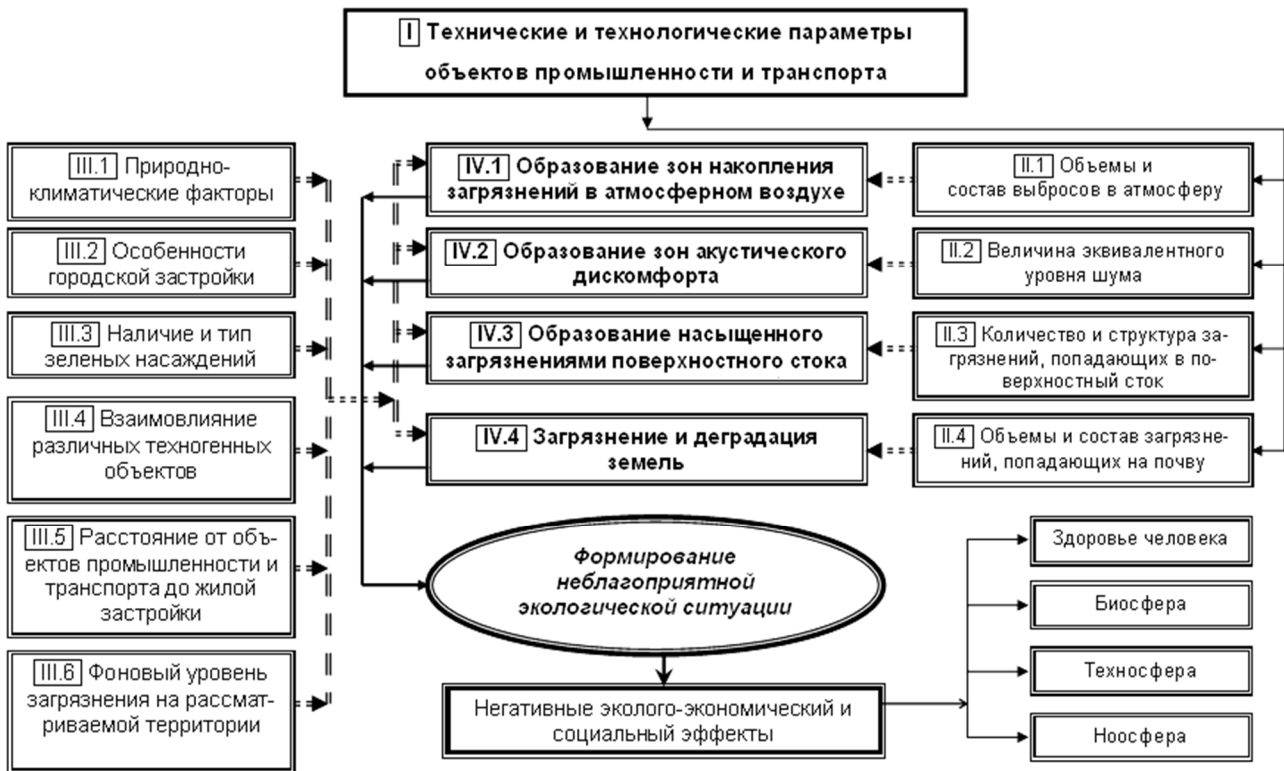 I Технические и технологические параметры
объектов промышленности и транспорта
III.1 Природно-
климатические факторы
III.2 Особенности
городской застройки
III.3 Наличие и тип
зеленых насаждений
III.4 Взаимовлияние
различных техногенных
объектов
III.5 Расстояние от объ-
ектов промышленности и
транспорта до жилой
застройки
III.6 Фоновый уровень
загрязнения на рассмат-
риваемой территории
IV.1 Образование зон накопления
загрязнений в атмосферном воздухе
IV.2 Образование зон акустического
дискомфорта
IV.3 Образование насыщенного
загрязнениями поверхностного стока
IV.4 Загрязнение и деградация
земель
II.1 Объемы и
состав выбросов в атмосферу
II.2 Величина эквивалентного
уровня шума
II.3 Количество и структура за-
грязнений, попадающих в по-
верхностный сток
II.4 Объемы и состав загрязне-
ний, попадающих на почву
Формирование
неблагоприятной
экологической ситуации
Негативные эколого-экономический и
социальный эффекты
Здоровье человека
Биосфера
Техносфера
Ноосфера